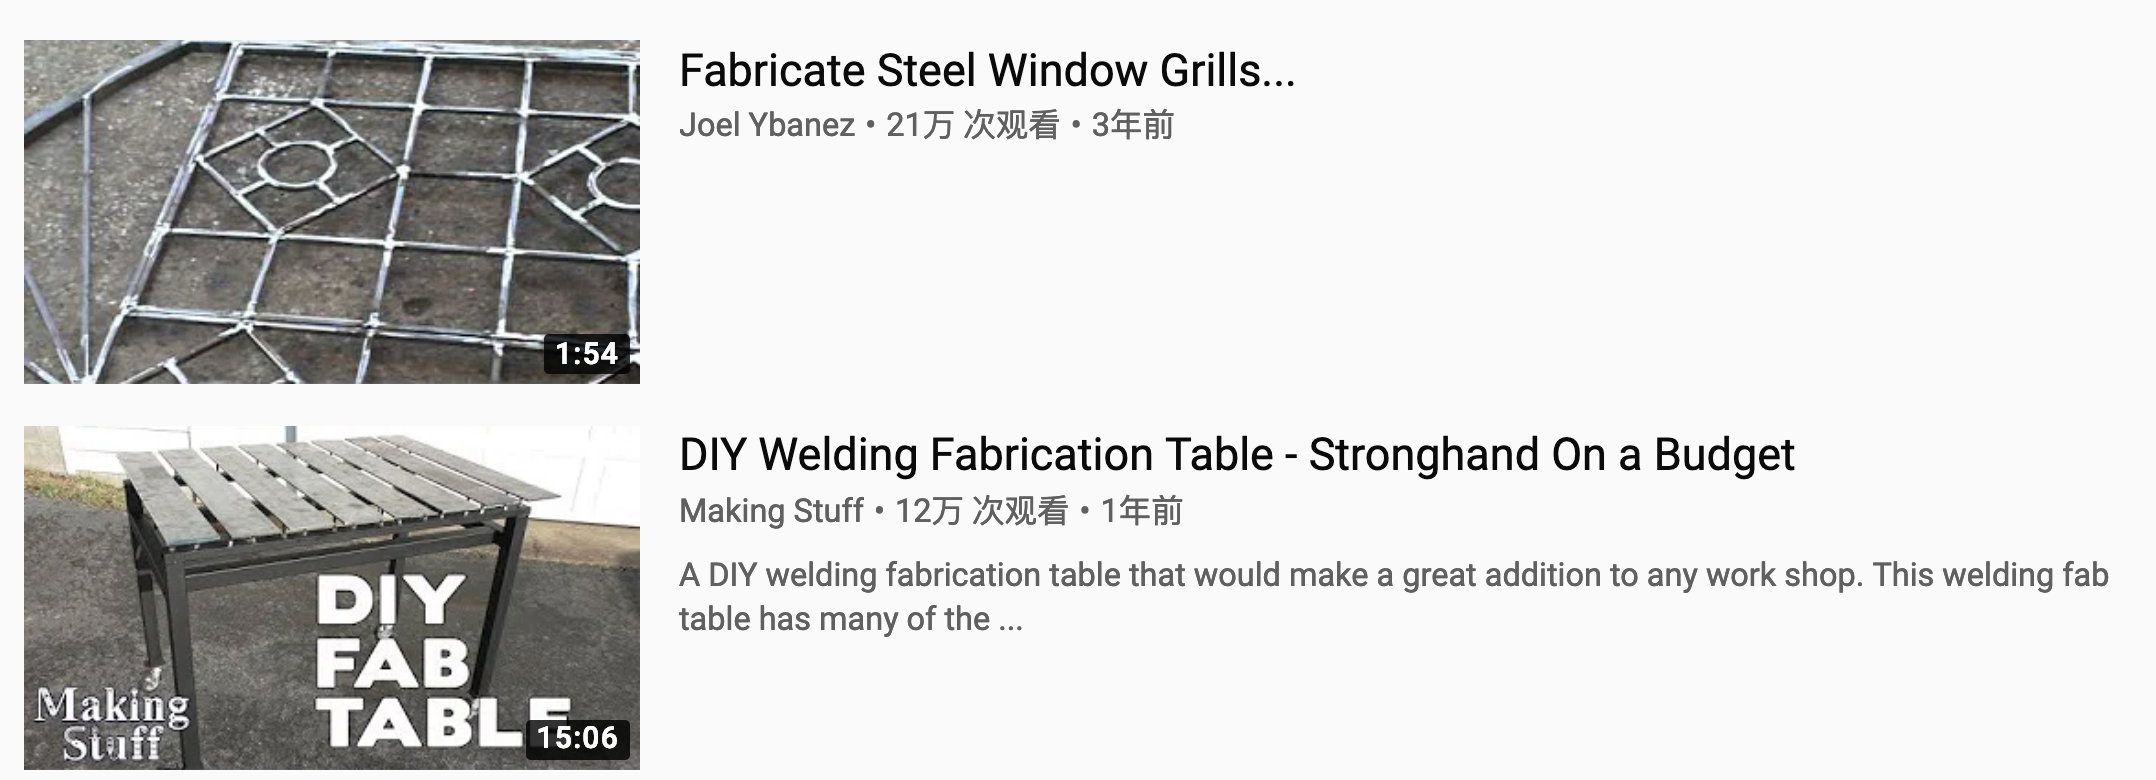 Fabricate Steel Window Grills...
Joel Ybanez • 21万 次观看 • 3年前
1:54
DIY Welding Fabrication Table - Stronghand On a Budget
Making Stuff • 12万 次观看 • 1年前
A DIY welding fabrication table that would make a great addition to any work shop. This welding fab
table has many of the ...
DIY
FAB
TABLE
Making
Stuff
15:06